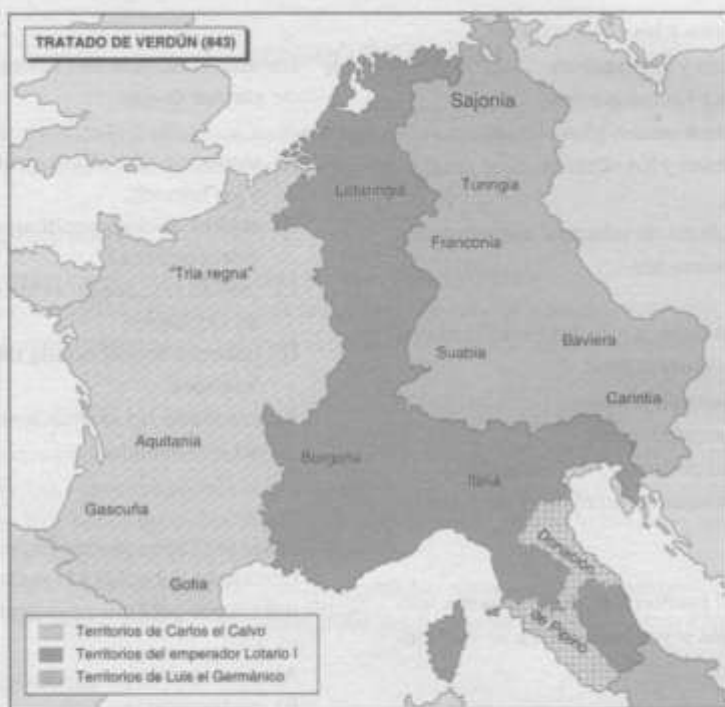 TRATADO DE VERDÚN (843)
Sajonia
Lotaringia
Turingia
Franconia
"Tria regna"
Baviera
Suabia
Carintia
Aquitania
Borgoña
Italia
Gascuña
Donación
Gotia
de Pipino
Territorios de Carlos el Calvo
Territorios del emperador Lotario I
Territorios de Luis el Germánico